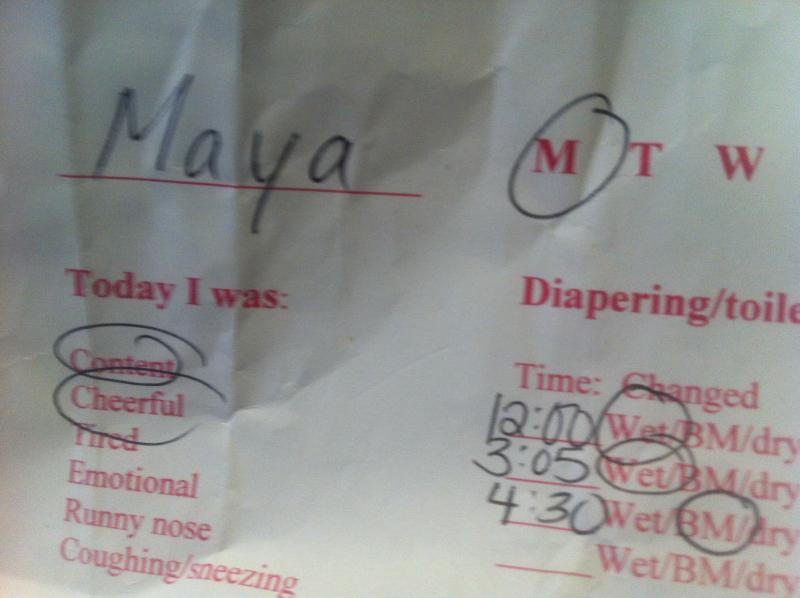 Maya M T W
Today I was:
Content
Cheerful
Tired
Emotional
Runny nose
Coughing/sneezing
Diapering/toile
Time: Changed
12:00 Wet/BM/dry
3:05 Wet/BM/dry
4:30 Wet/BM/dry
Wet/BM/dry